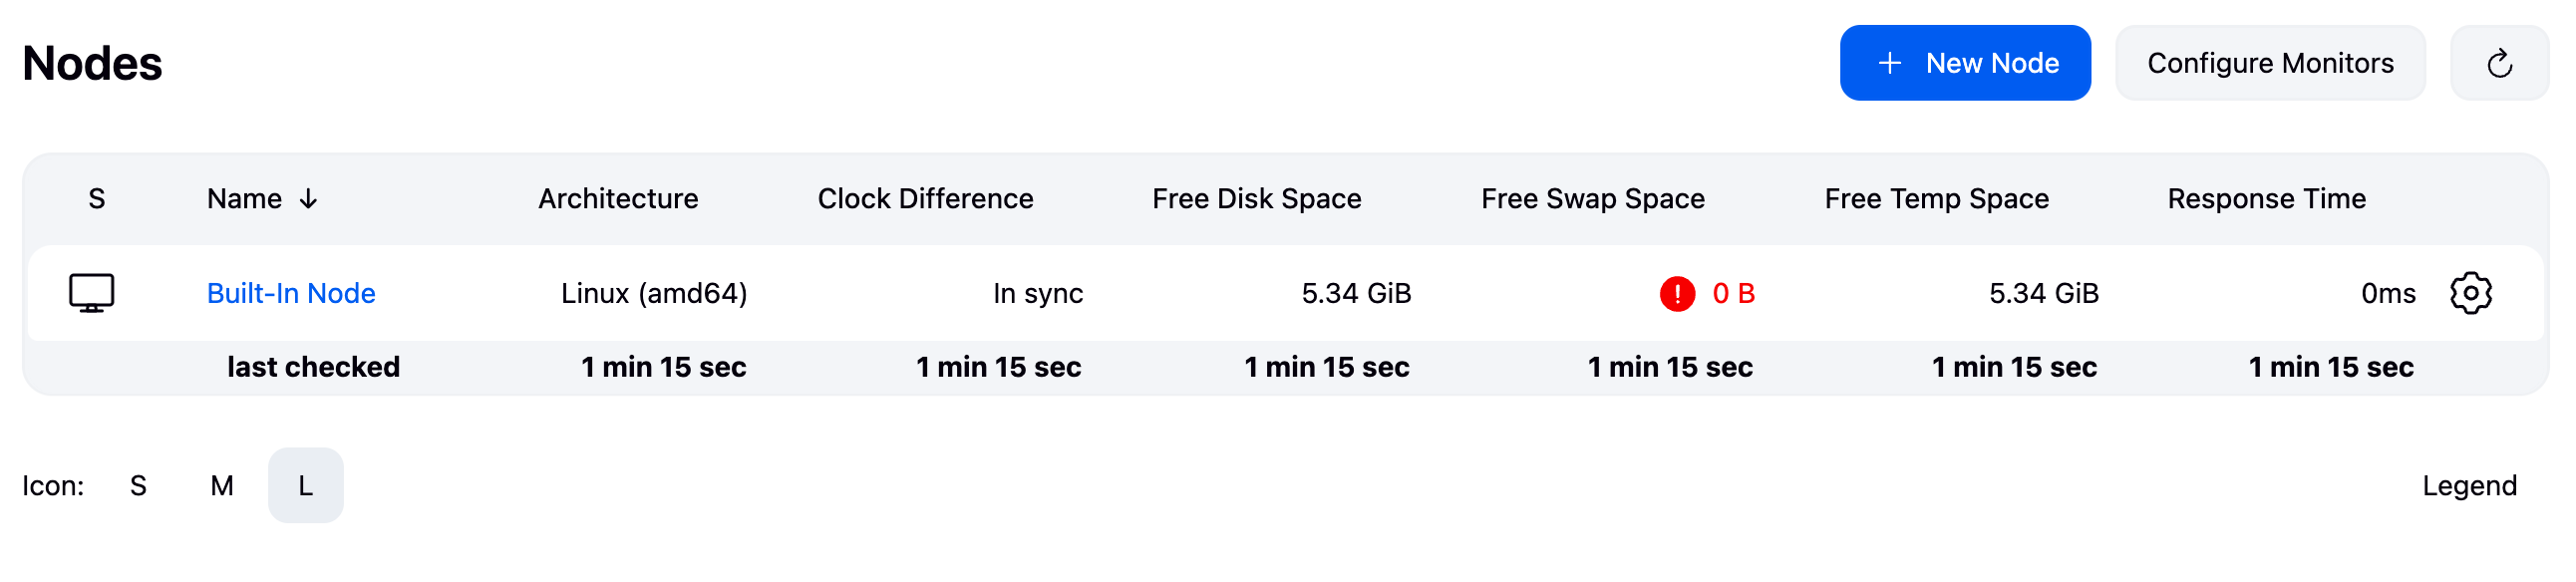 Nodes
+ New Node
Configure Monitors
S Name ↓ Architecture Clock Difference Free Disk Space Free Swap Space Free Temp Space Response Time
Built-In Node Linux (amd64) In sync 5.34 GiB ! 0 B 5.34 GiB 0ms
last checked 1 min 15 sec 1 min 15 sec 1 min 15 sec 1 min 15 sec 1 min 15 sec 1 min 15 sec
Icon: S M L
Legend